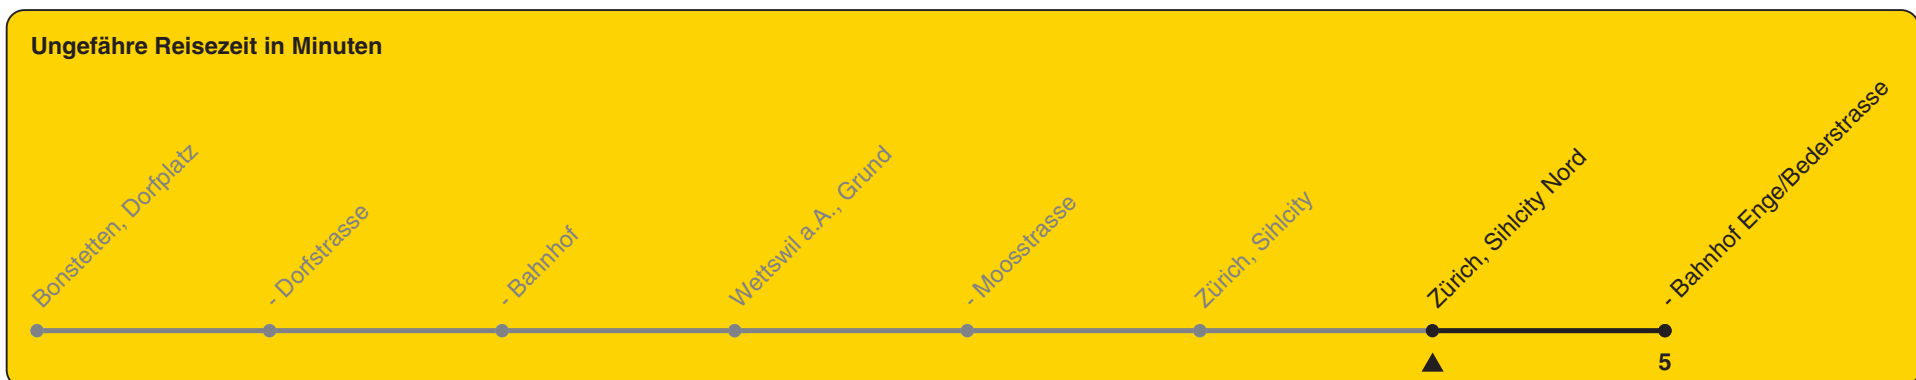 Ungefähre Reisezeit in Minuten
Bonstetten, Dorfplatz
- Dorfstrasse
- Bahnhof
Wettswil a.A., Grund
- Moosstrasse
Zürich, Sihlcity
Zürich, Sihlcity Nord
- Bahnhof Enge/Bederstrasse
5